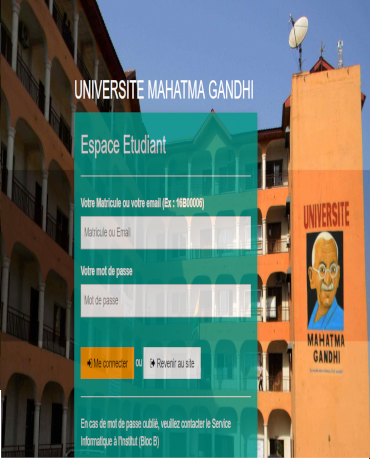 UNIVERSITE MAHATMA GANDHI
Espace Etudiant
Votre Matricule ou votre email (Ex : 16B00006)
Matricule ou Email
Votre mot de passe
Mot de passe
Me connecter ou Revenir au site
En cas de mot de passe oublié, veuillez contacter le Service
Informatique à l'Institut (Bloc B)
UNIVERSITE
MAHATMA
GANDHI